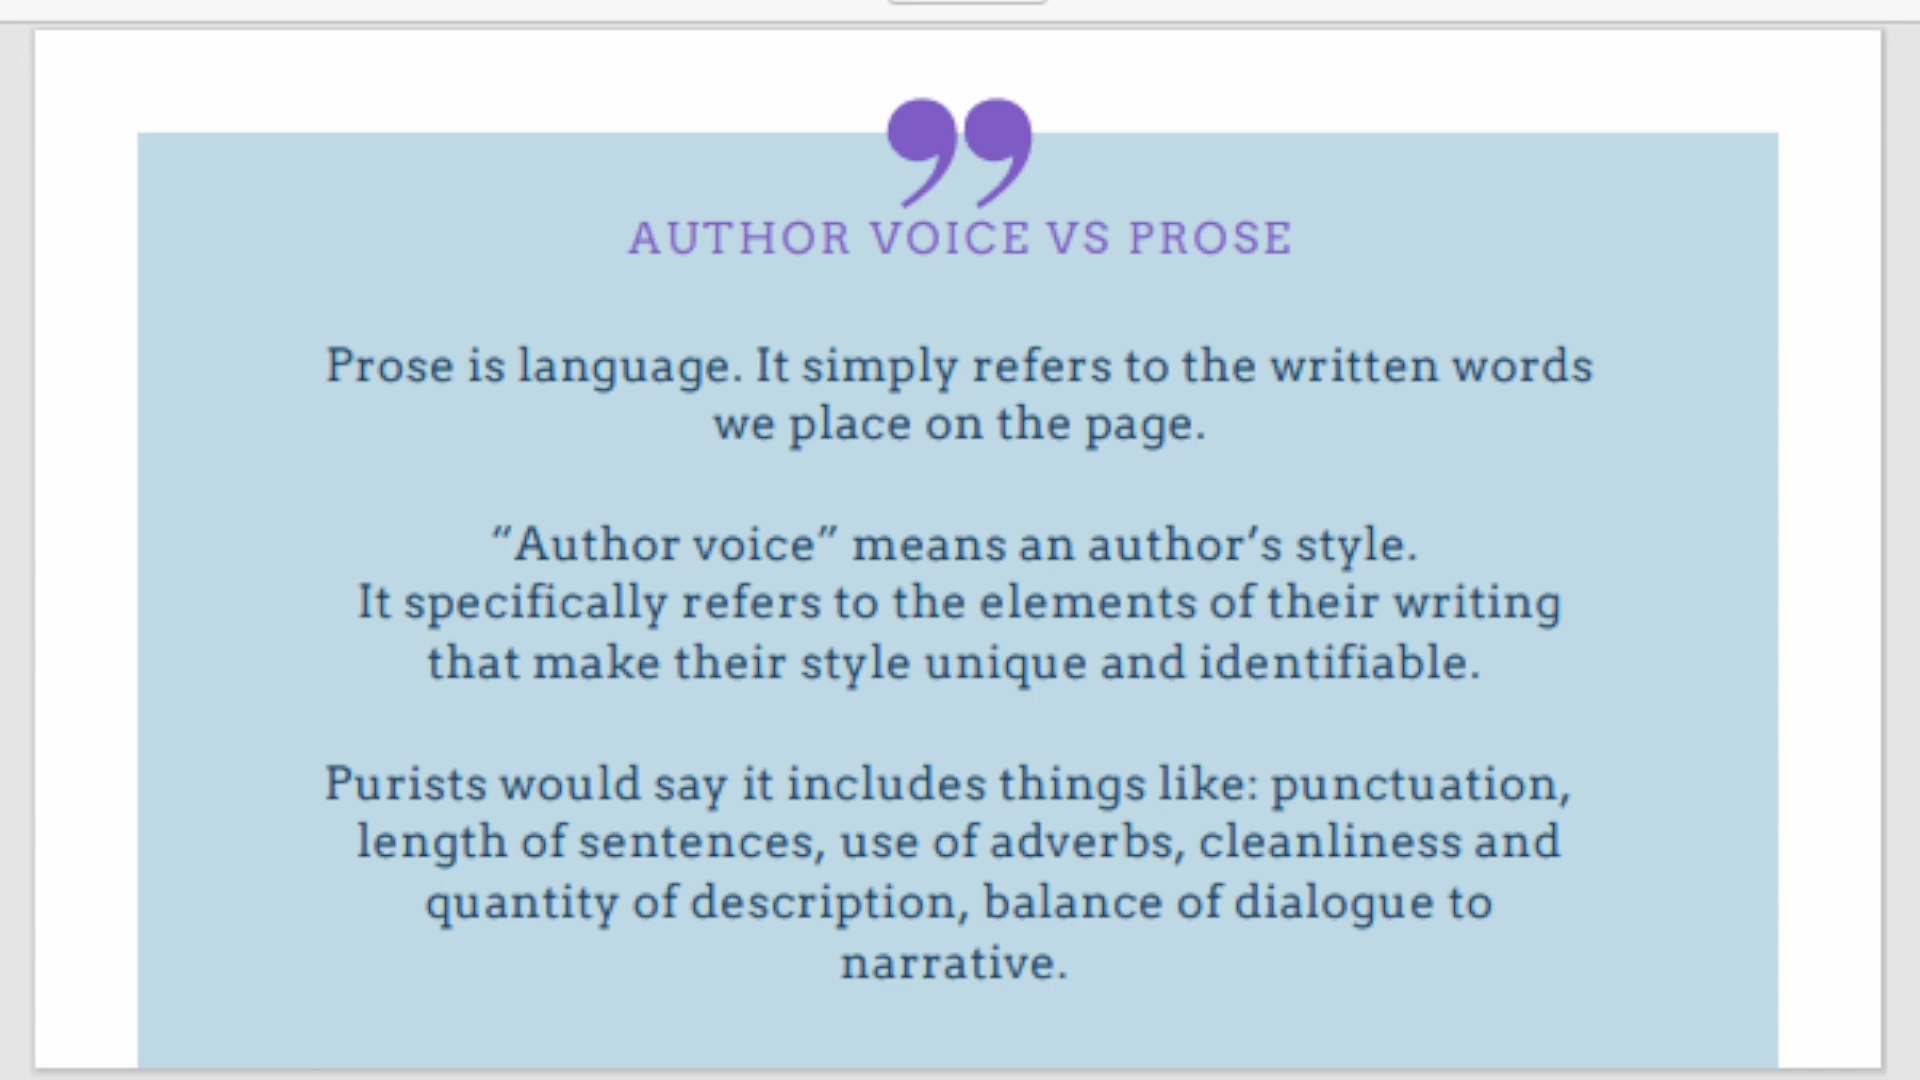 ”
AUTHOR VOICE VS PROSE
Prose is language. It simply refers to the written words
we place on the page.
“Author voice” means an author’s style.
It specifically refers to the elements of their writing
that make their style unique and identifiable.
Purists would say it includes things like: punctuation,
length of sentences, use of adverbs, cleanliness and
quantity of description, balance of dialogue to
narrative.